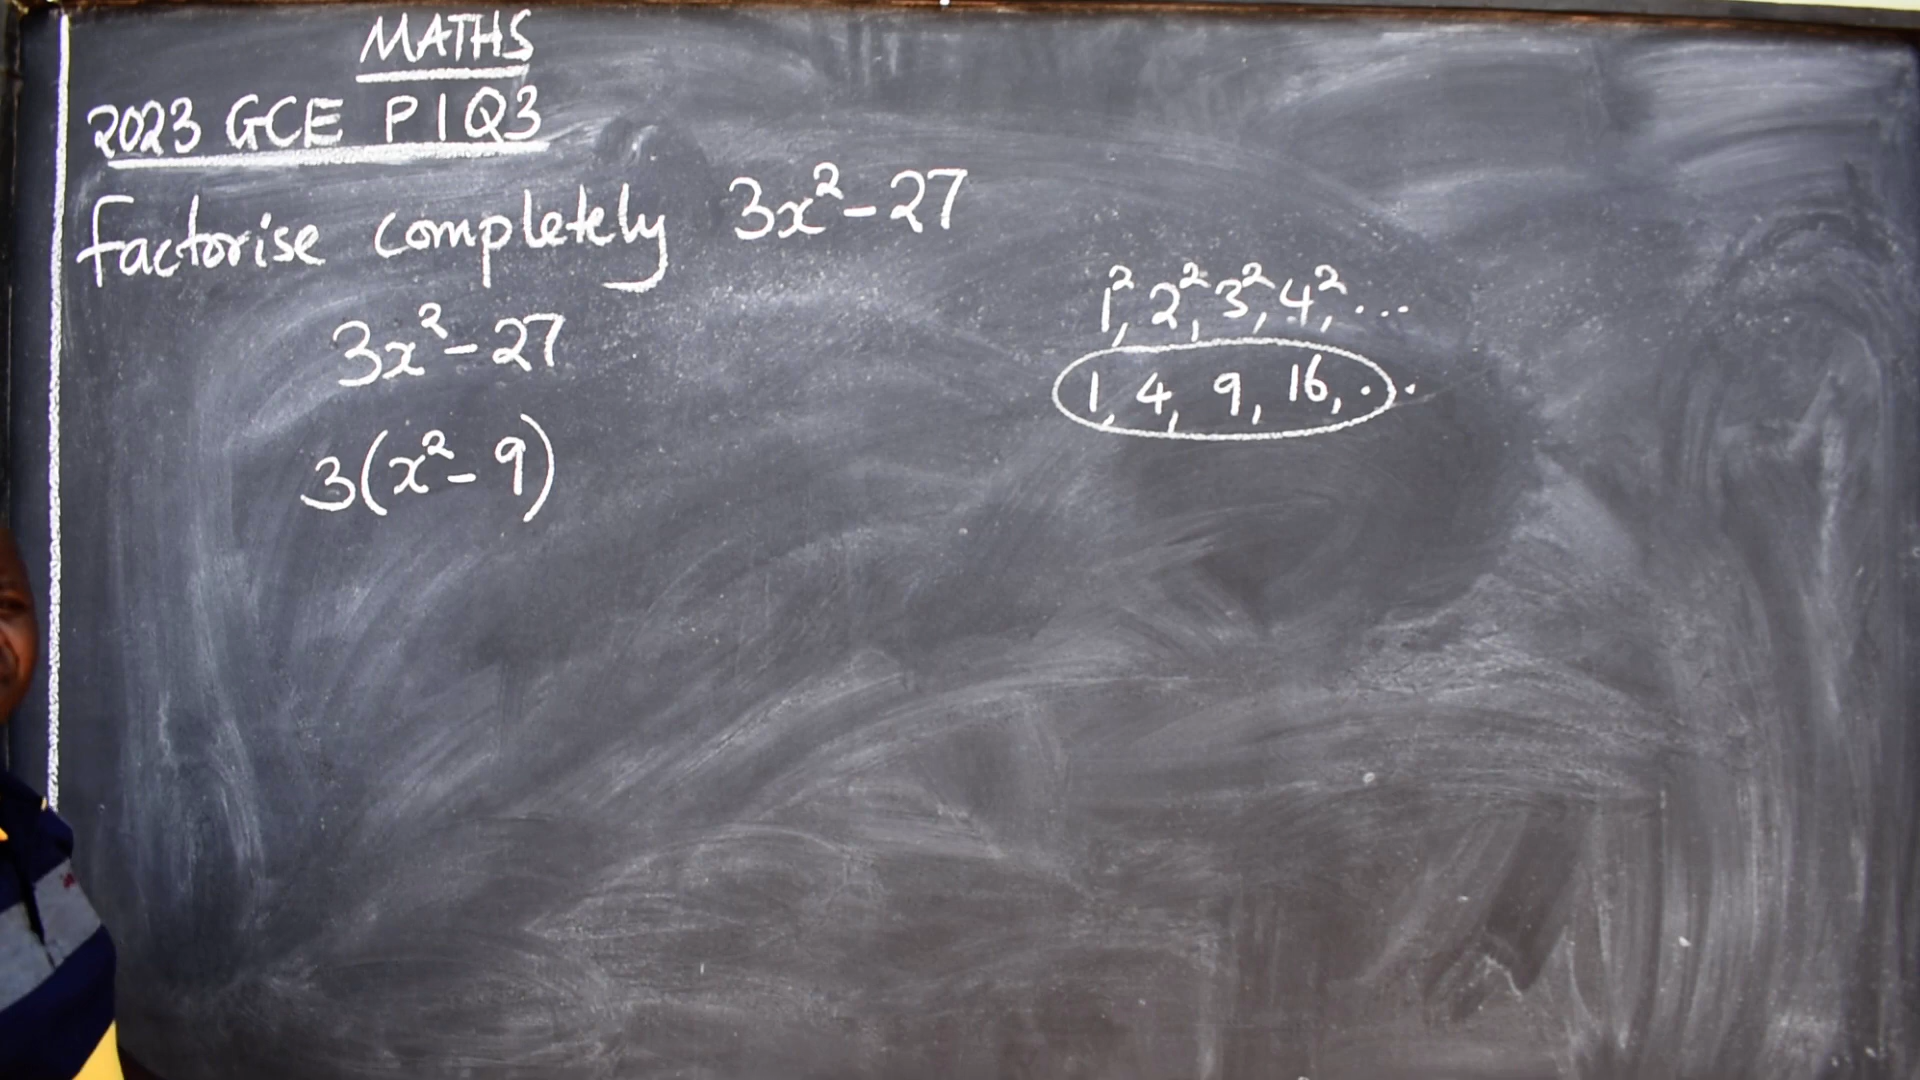 MATHS
2023 GCE P1Q3
factorise completely 3x²-27
3x²-27
3(x²-9)
1², 2², 3², 4², ...
1, 4, 9, 16, ...